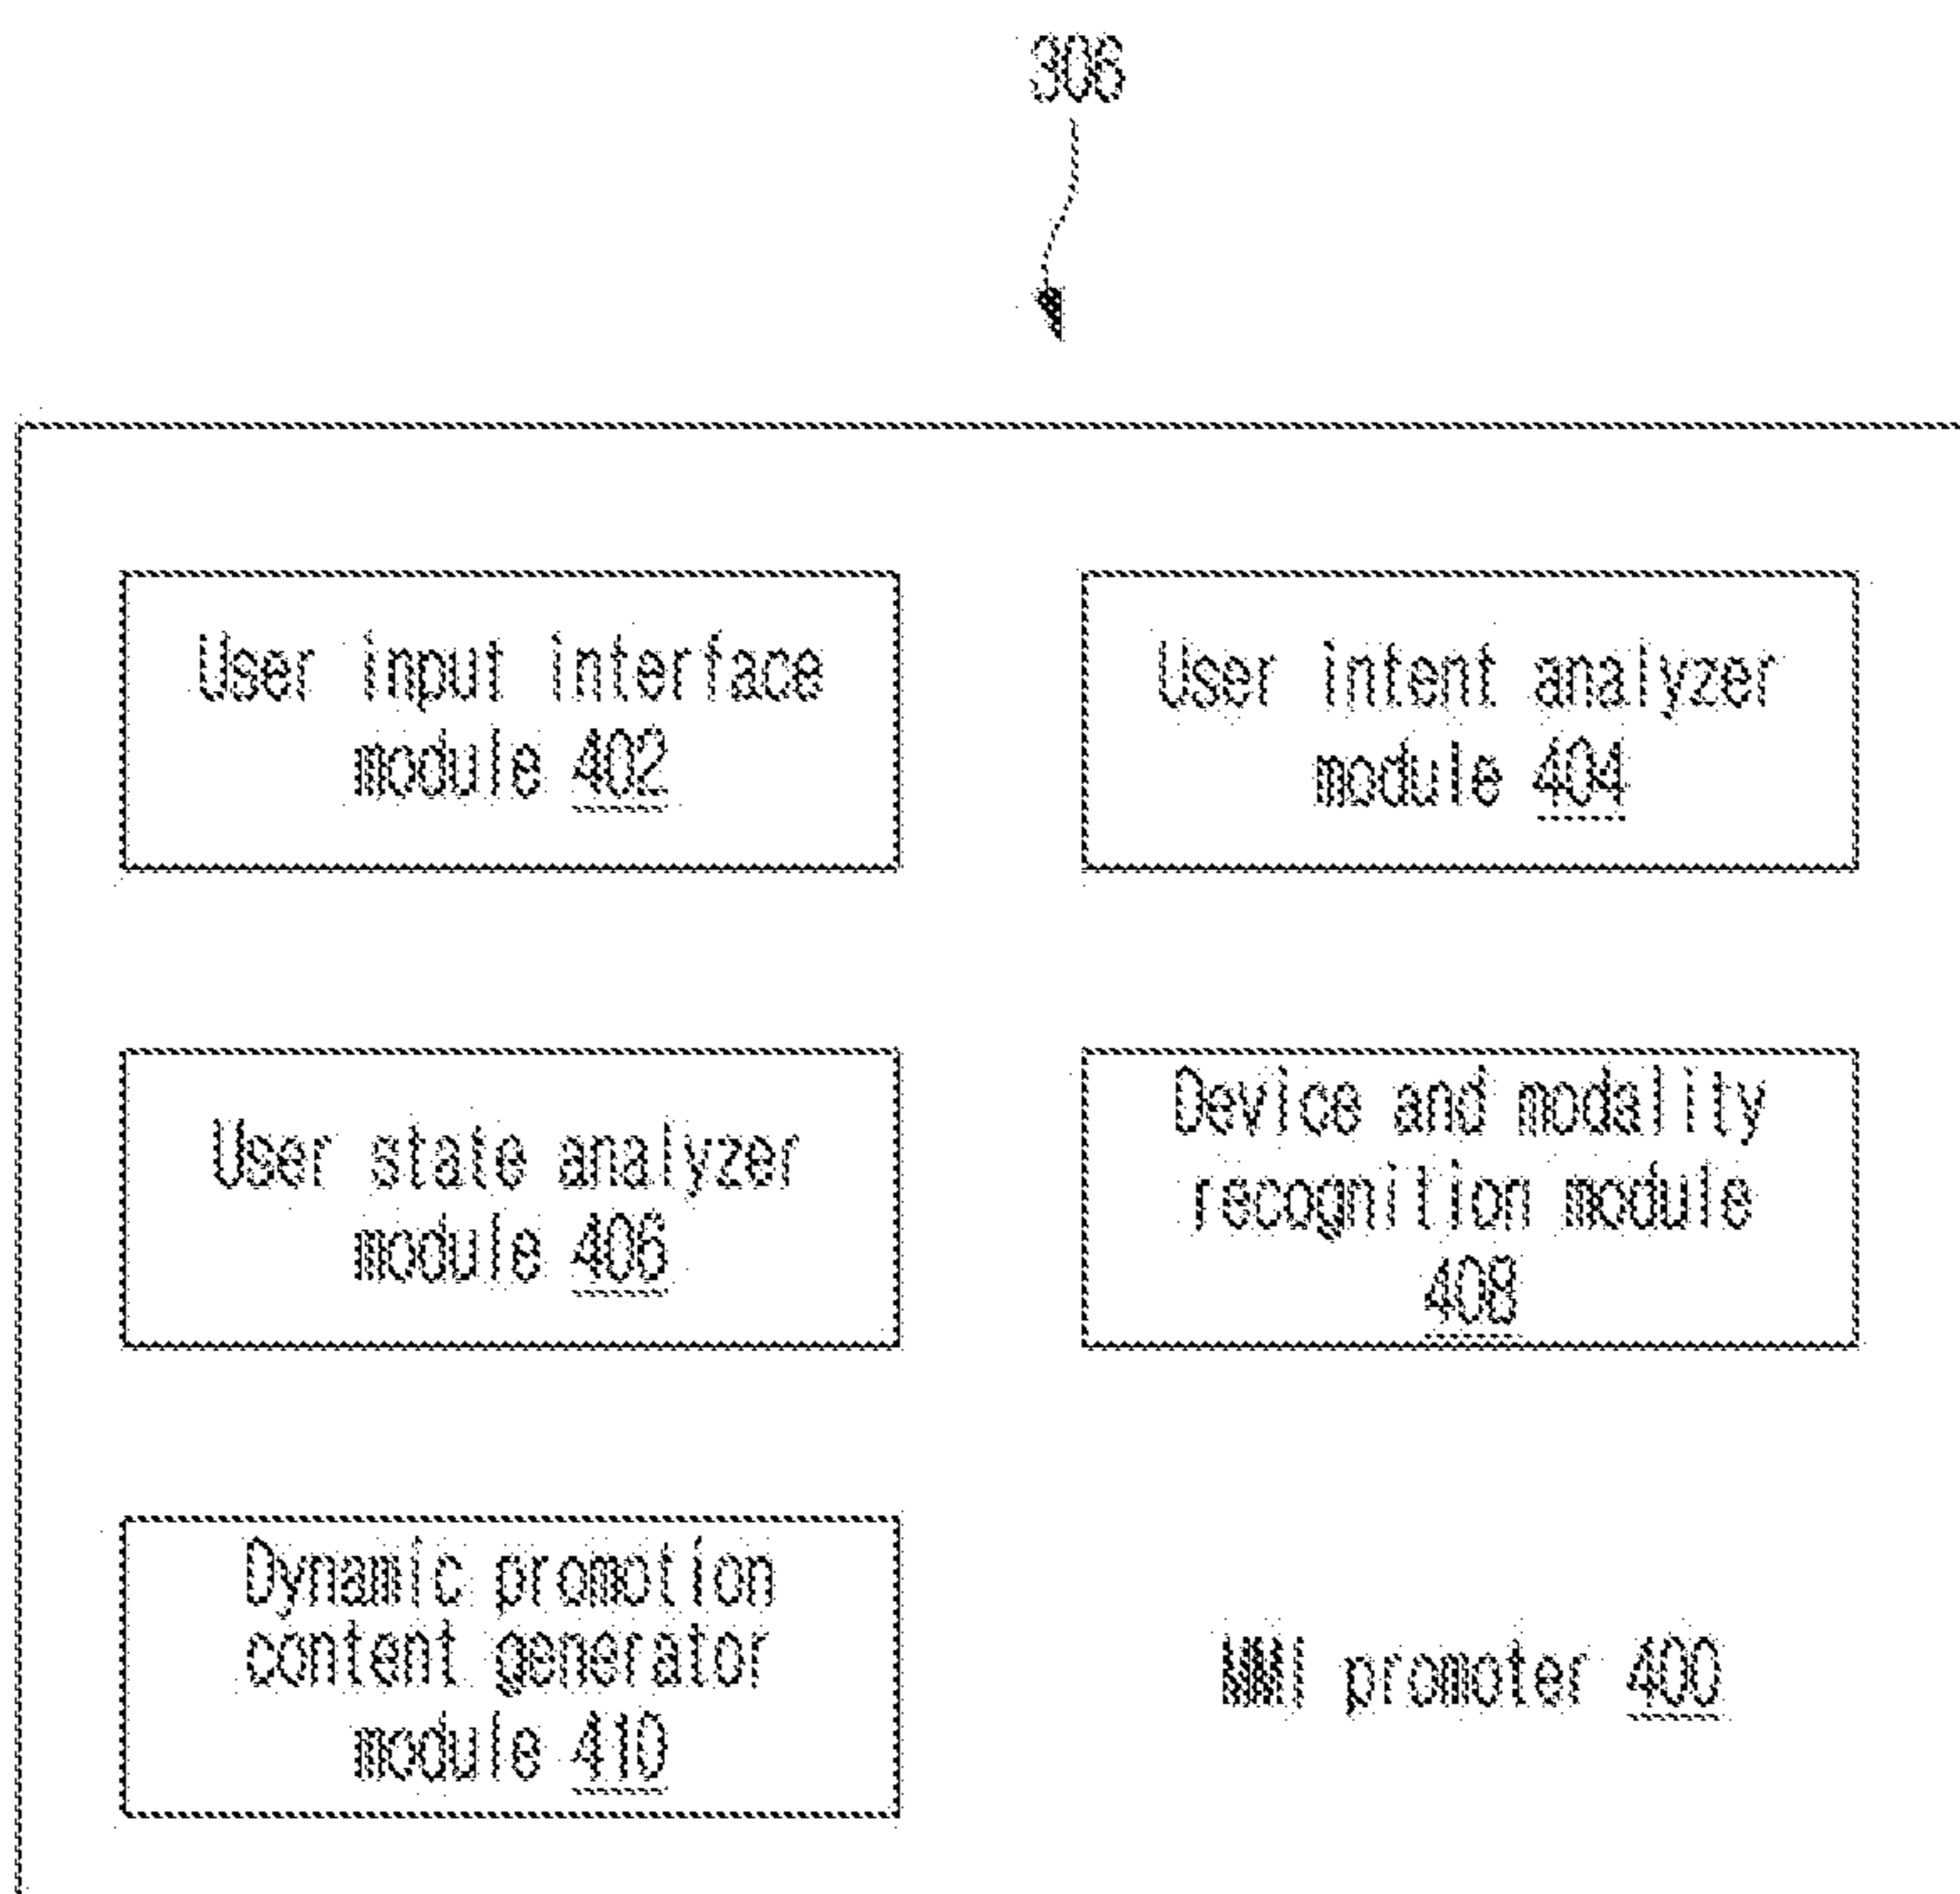 306
User input interface
module 402
User intent analyzer
module 404
User state analyzer
module 406
Device and modality
recognition module
408
Dynamic promotion
content generator
module 410
MMI promoter 400